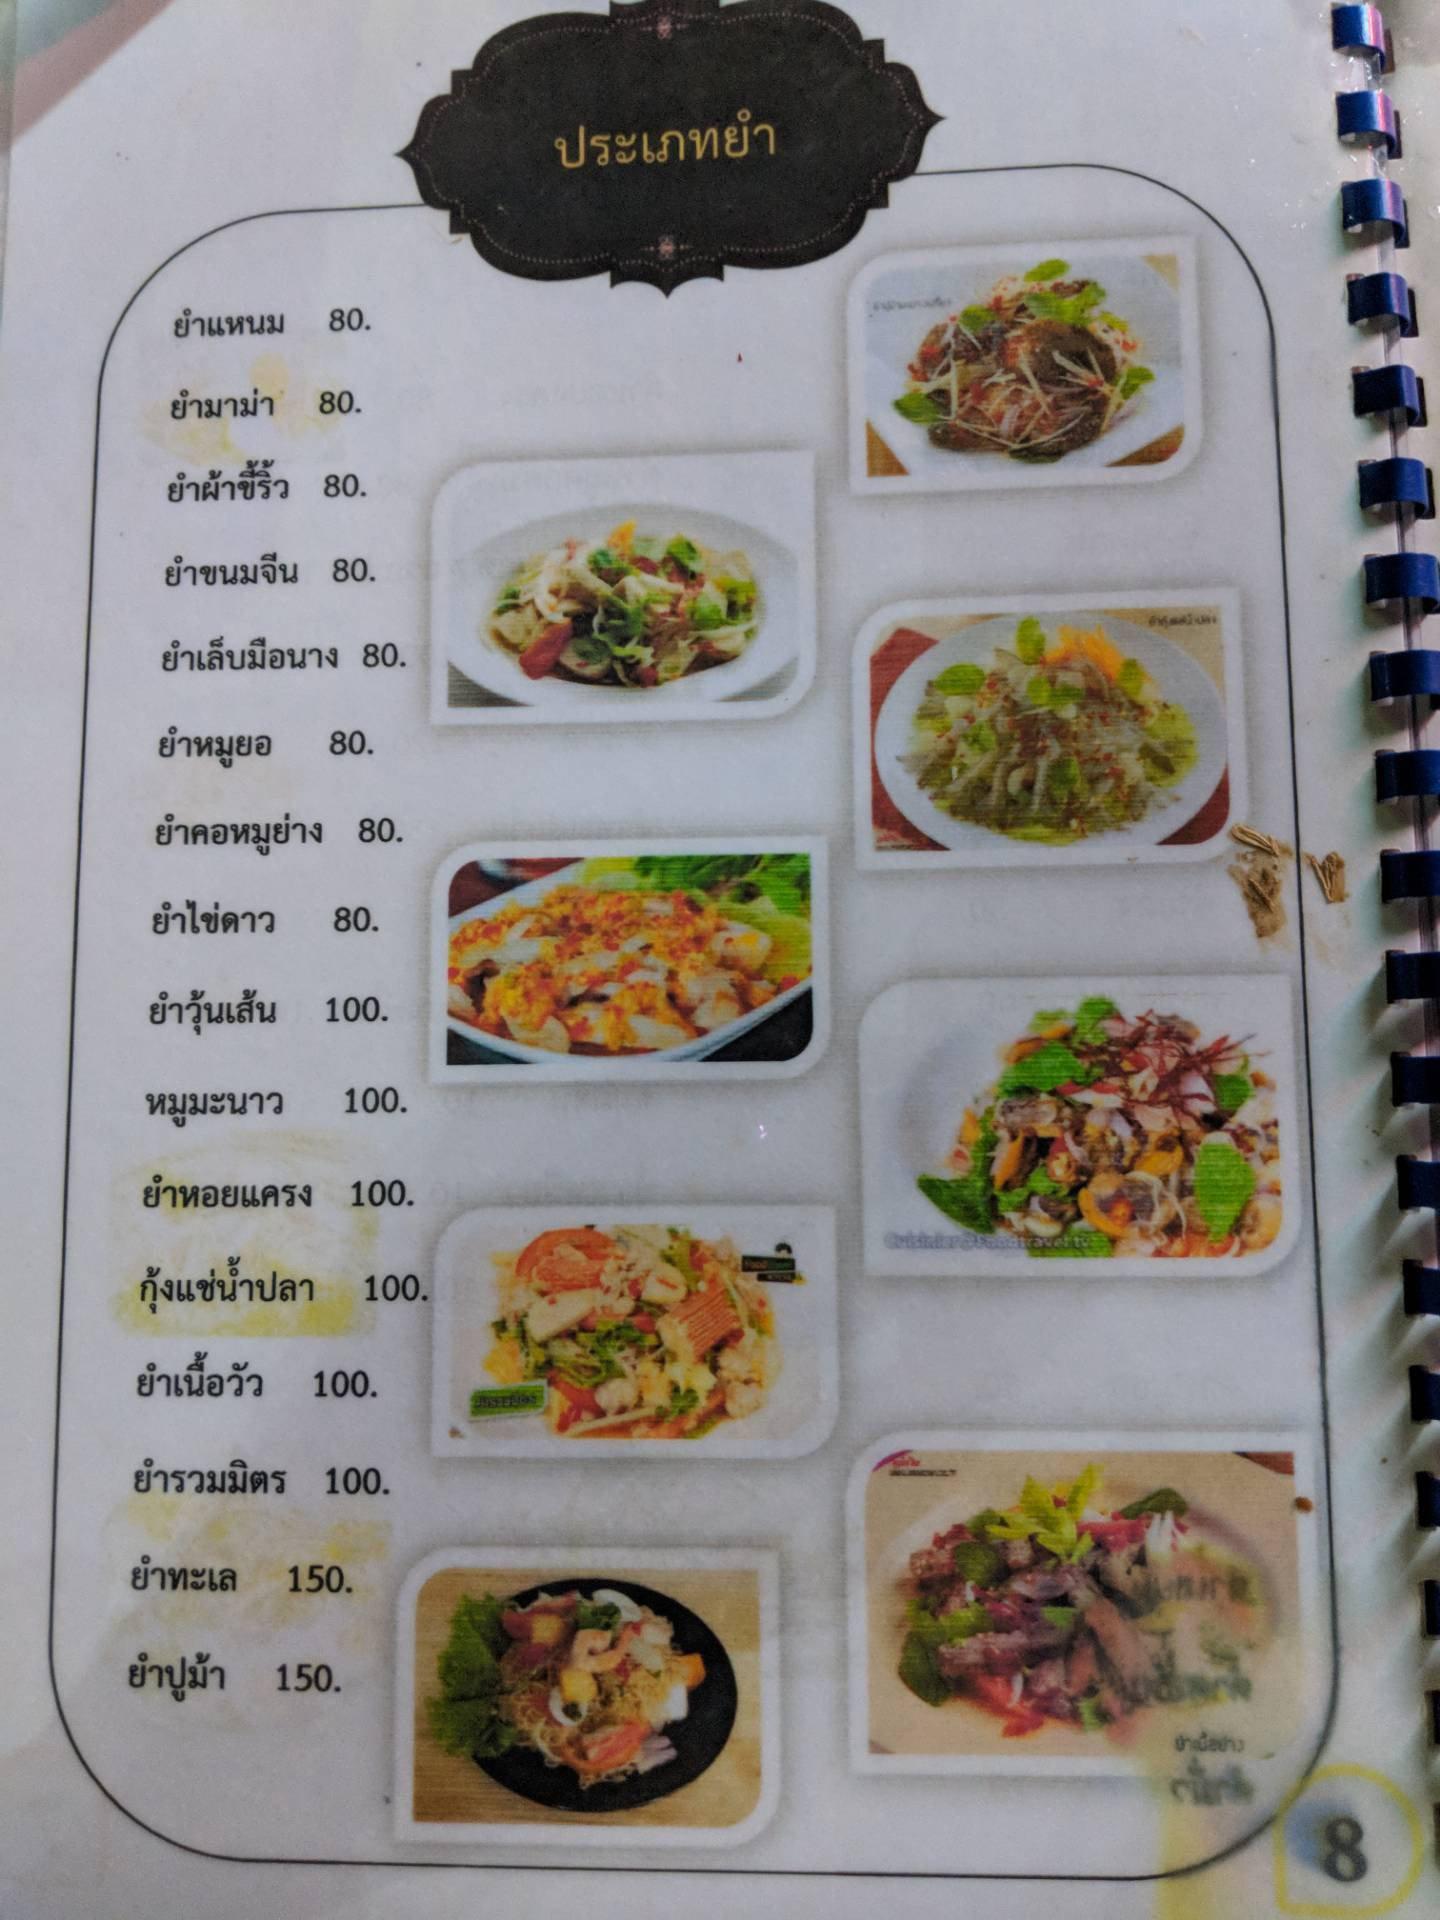 ประเภทยำ
ยำแหนม 80.
ยำมาม่า 80.
ยำผ้าขี้ริ้ว 80.
ยำขนมจีน 80.
ยำเล็บมือนาง 80.
ยำหมูยอ 80.
ยำคอหมูย่าง 80.
ยำไข่ดาว 80.
ยำวุ้นเส้น 100.
หมูมะนาว 100.
ยำหอยแครง 100.
กุ้งแช่น้ำปลา 100.
ยำเนื้อวัว 100.
ยำรวมมิตร 100.
ยำทะเล 150.
ยำปูม้า 150.
Cuisinier@Foodtravel.tv
ยำเนื้อย่าง
8